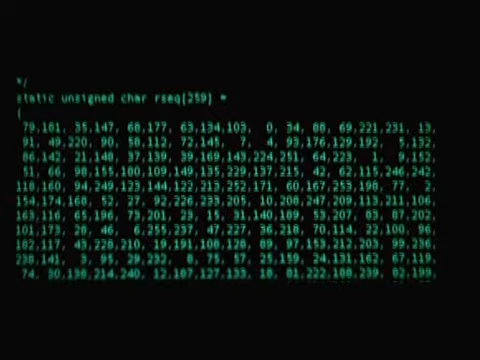 */
static unsigned char rseq[259] =
{
79,181, 35,147, 68,177, 63,134,103, 0, 34, 88, 69,221,231, 13,
91, 49,220, 90, 58,112, 72,145, 7, 4, 93,176,129,192, 5,132,
86,142, 21,148, 37,139, 39,169,143,224,251, 64,223, 1, 9,152,
51, 66, 98,155,180,109,149,135,229,137,215, 42, 62,115,246,242,
118,160, 94,249,123,144,122,213,252,171, 60,167,253,198, 77, 2,
154,174,168, 52, 27, 92,226,233,205, 10,208,247,209,113,211,106
163,116, 65,196, 73,201, 23, 15, 31,140,189, 53,207, 83, 87,202
101,173, 28, 46, 6,255,237, 47,227, 36,218, 70,114, 22,100, 96
182,117, 43,228,210, 19,191,108,128, 89, 97,153,212,203, 99,236,
238,141, 3, 95, 29,232, 8, 75, 57, 25,159, 24,131,162, 67,119
74, 30,138,214,240, 12,187,127,133, 18, 81,222,188,239, 82,199,